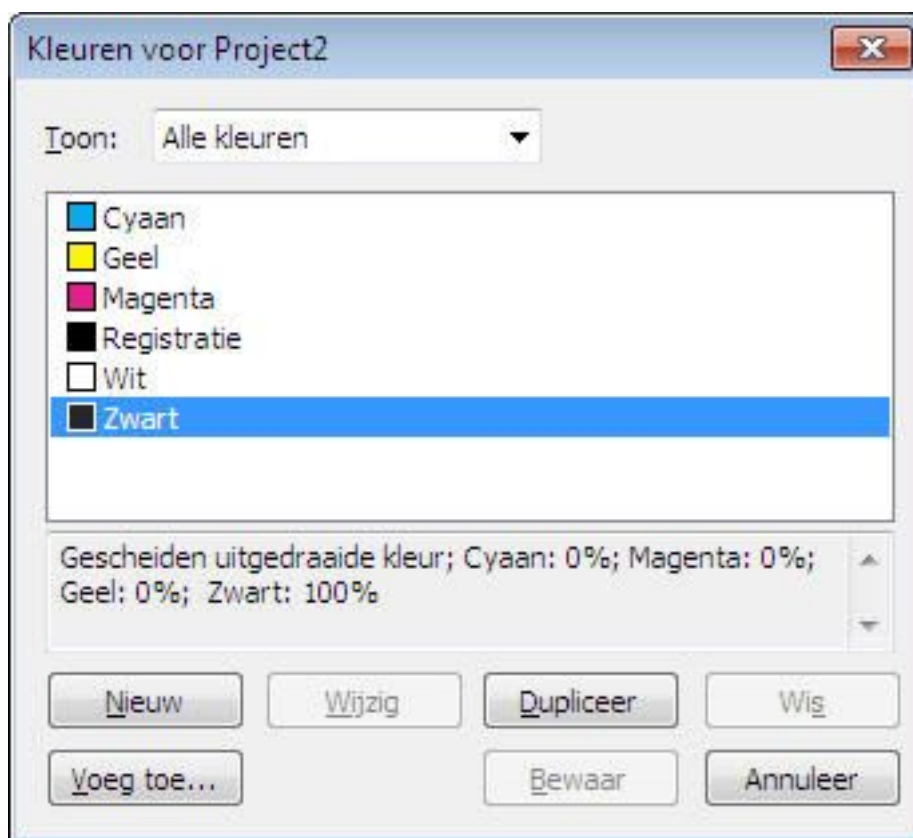 Kleuren voor Project2
Toon: Alle kleuren
Cyaan
Geel
Magenta
Registratie
Wit
Zwart
Gescheiden uitgedraaide kleur; Cyaan: 0%; Magenta: 0%;
Geel: 0%; Zwart: 100%
Nieuw Wijzig Dupliceer Wis
Voeg toe... Bewaar Annuleer